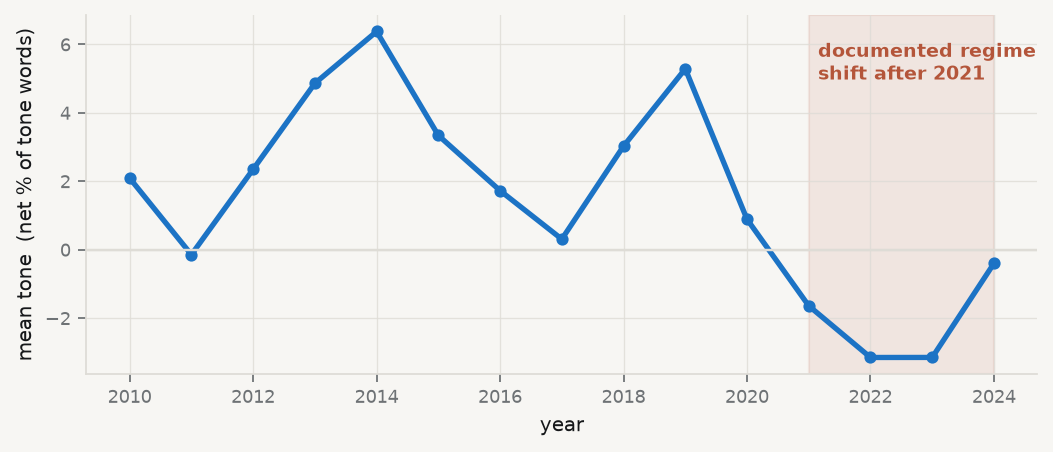 documented regime
shift after 2021
mean tone  (net % of tone words)
6
4
2
0
−2
2010 2012 2014 2016 2018 2020 2022 2024
year